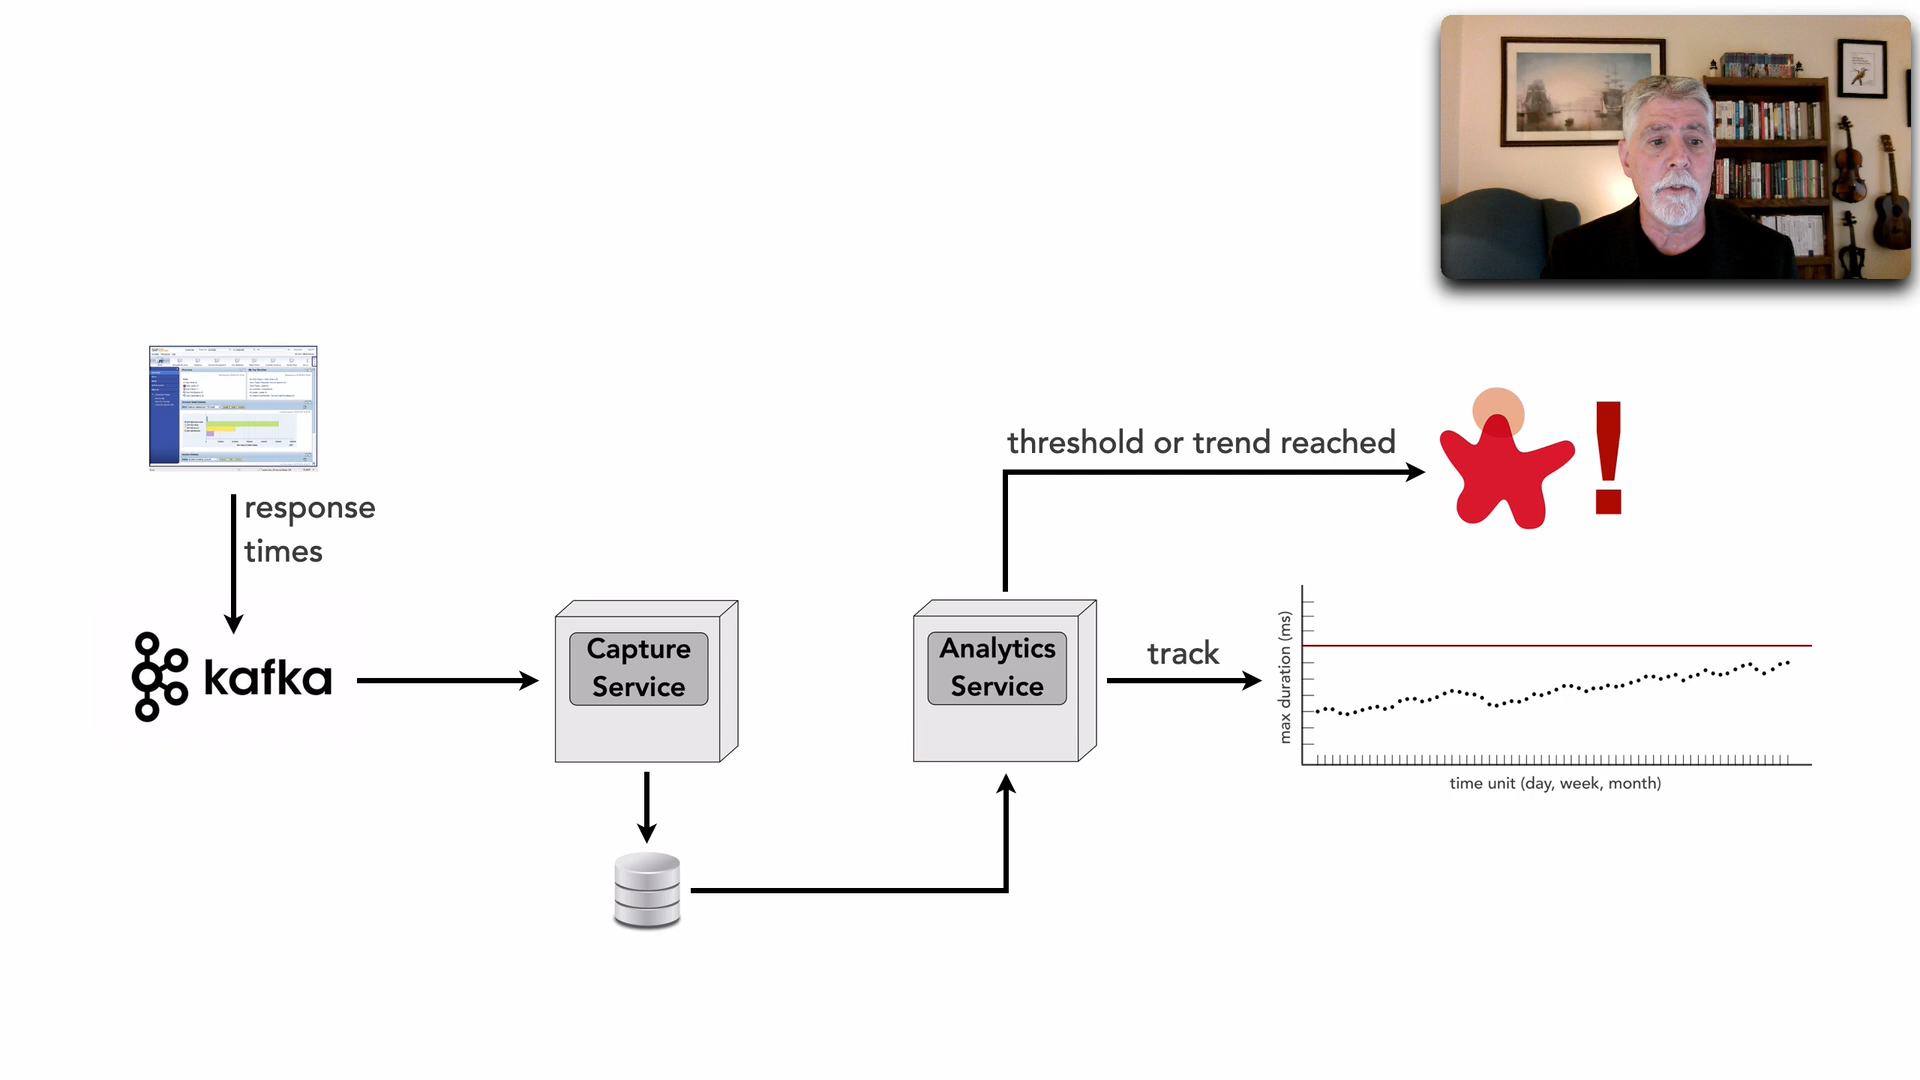 threshold or trend reached
response
times
kafka
Capture
Service
Analytics
Service
track
max duration (ms)
time unit (day, week, month)